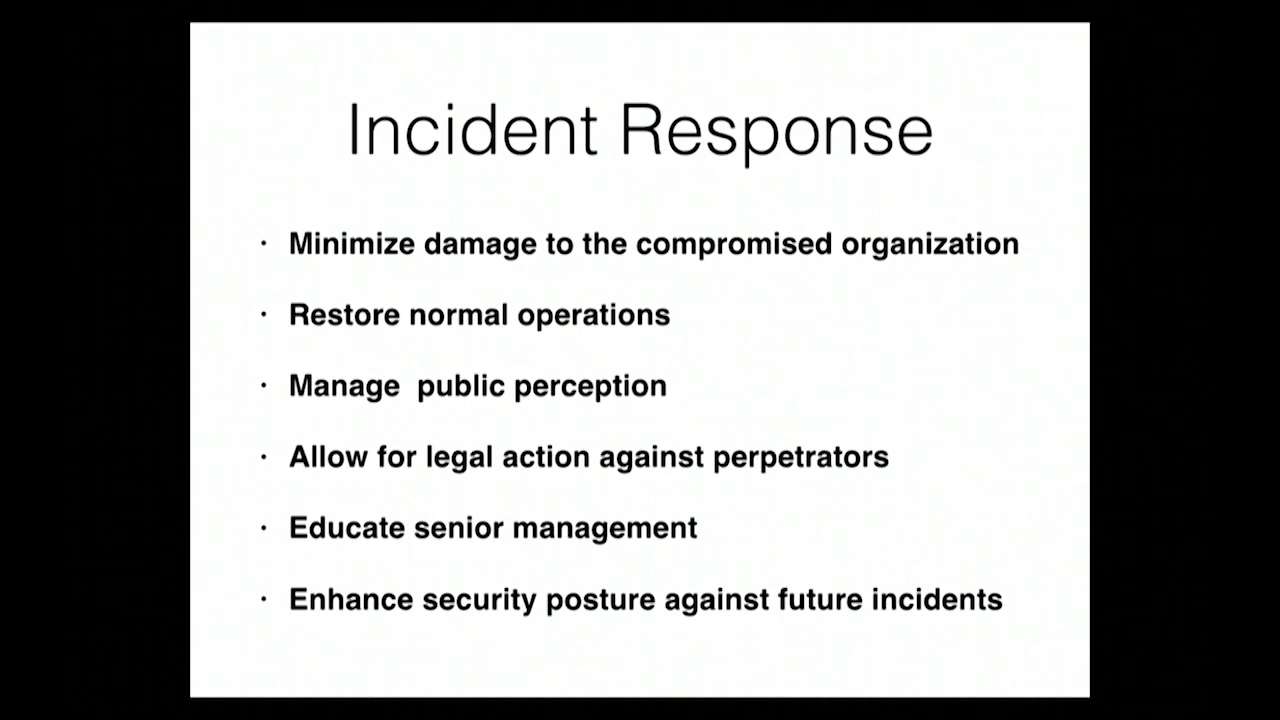 Incident Response
· Minimize damage to the compromised organization
· Restore normal operations
· Manage  public perception
· Allow for legal action against perpetrators
· Educate senior management
· Enhance security posture against future incidents